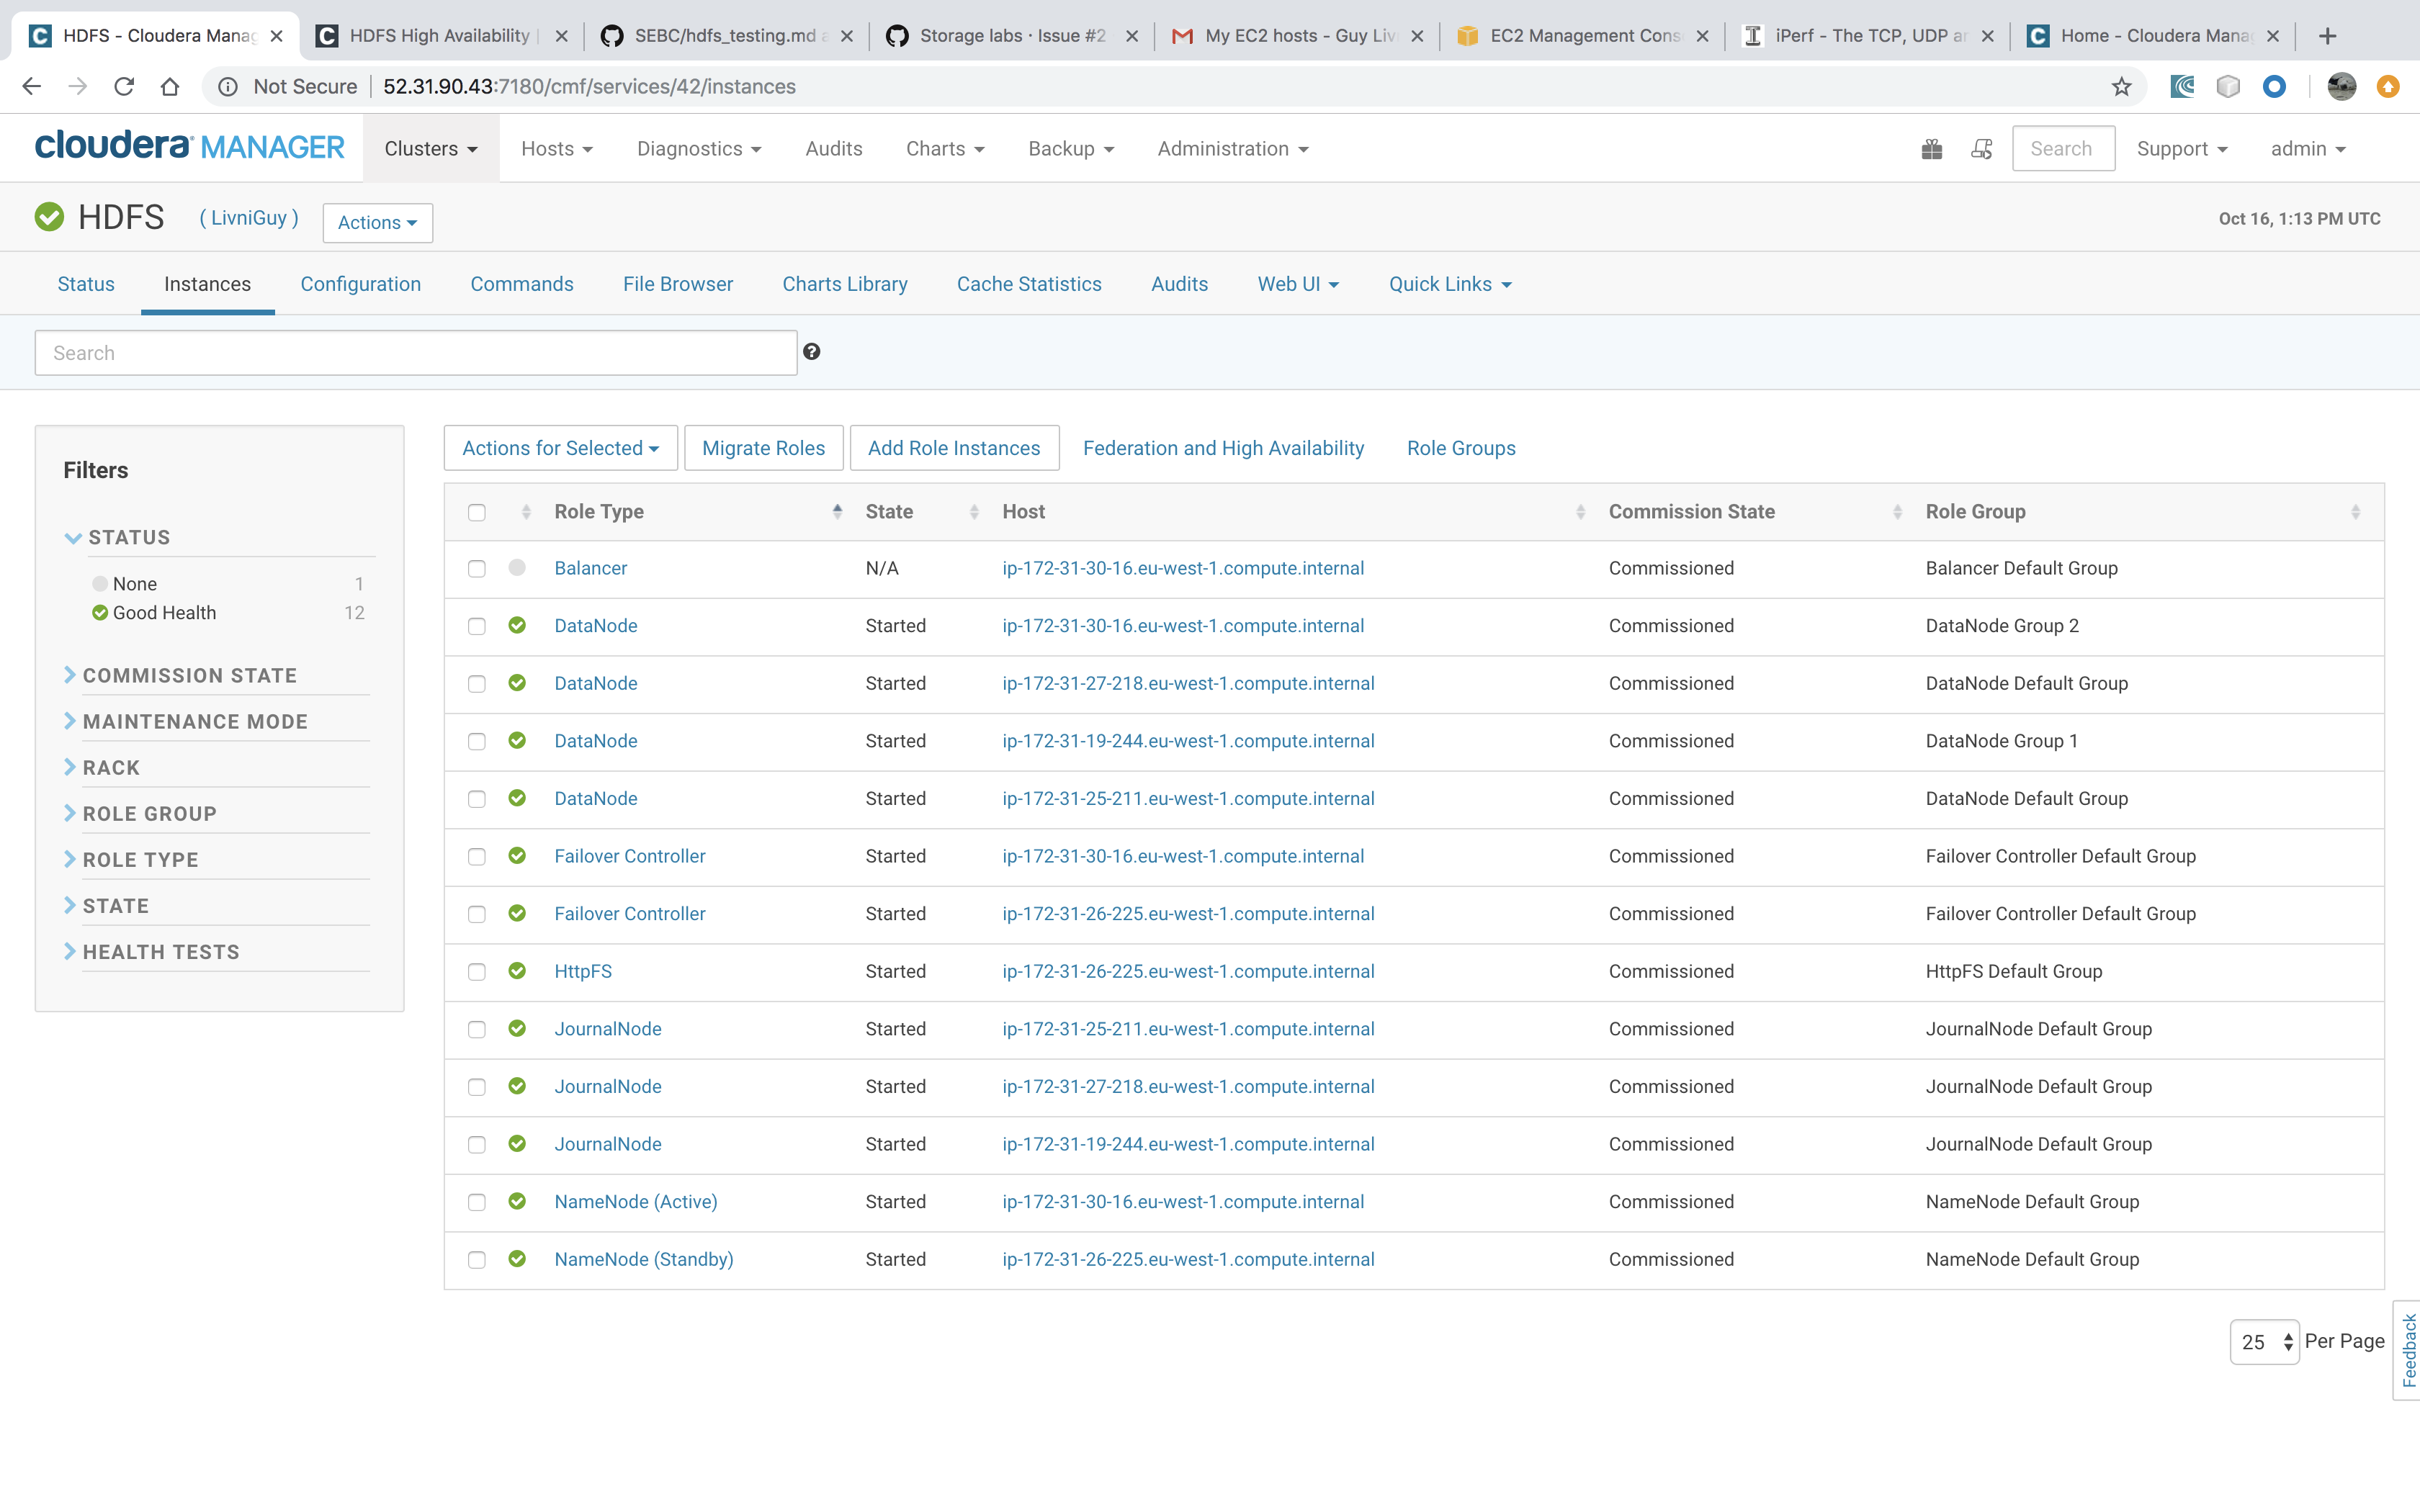 HDFS - Cloudera Manag
HDFS High Availability |
SEBC/hdfs_testing.md a
Storage labs · Issue #2
My EC2 hosts - Guy Liv
EC2 Management Cons
iPerf - The TCP, UDP an
Home - Cloudera Manag
Not Secure | 52.31.90.43:7180/cmf/services/42/instances
cloudera MANAGER Clusters Hosts Diagnostics Audits Charts Backup Administration Search Support admin
HDFS ( LivniGuy ) Actions Oct 16, 1:13 PM UTC
Status Instances Configuration Commands File Browser Charts Library Cache Statistics Audits Web UI Quick Links
Search
Filters
STATUS
None 1
Good Health 12
COMMISSION STATE
MAINTENANCE MODE
RACK
ROLE GROUP
ROLE TYPE
STATE
HEALTH TESTS
Actions for Selected Migrate Roles Add Role Instances Federation and High Availability Role Groups
Role Type State Host Commission State Role Group
Balancer N/A ip-172-31-30-16.eu-west-1.compute.internal Commissioned Balancer Default Group
DataNode Started ip-172-31-30-16.eu-west-1.compute.internal Commissioned DataNode Group 2
DataNode Started ip-172-31-27-218.eu-west-1.compute.internal Commissioned DataNode Default Group
DataNode Started ip-172-31-19-244.eu-west-1.compute.internal Commissioned DataNode Group 1
DataNode Started ip-172-31-25-211.eu-west-1.compute.internal Commissioned DataNode Default Group
Failover Controller Started ip-172-31-30-16.eu-west-1.compute.internal Commissioned Failover Controller Default Group
Failover Controller Started ip-172-31-26-225.eu-west-1.compute.internal Commissioned Failover Controller Default Group
HttpFS Started ip-172-31-26-225.eu-west-1.compute.internal Commissioned HttpFS Default Group
JournalNode Started ip-172-31-25-211.eu-west-1.compute.internal Commissioned JournalNode Default Group
JournalNode Started ip-172-31-27-218.eu-west-1.compute.internal Commissioned JournalNode Default Group
JournalNode Started ip-172-31-19-244.eu-west-1.compute.internal Commissioned JournalNode Default Group
NameNode (Active) Started ip-172-31-30-16.eu-west-1.compute.internal Commissioned NameNode Default Group
NameNode (Standby) Started ip-172-31-26-225.eu-west-1.compute.internal Commissioned NameNode Default Group
25 Per Page
Feedback